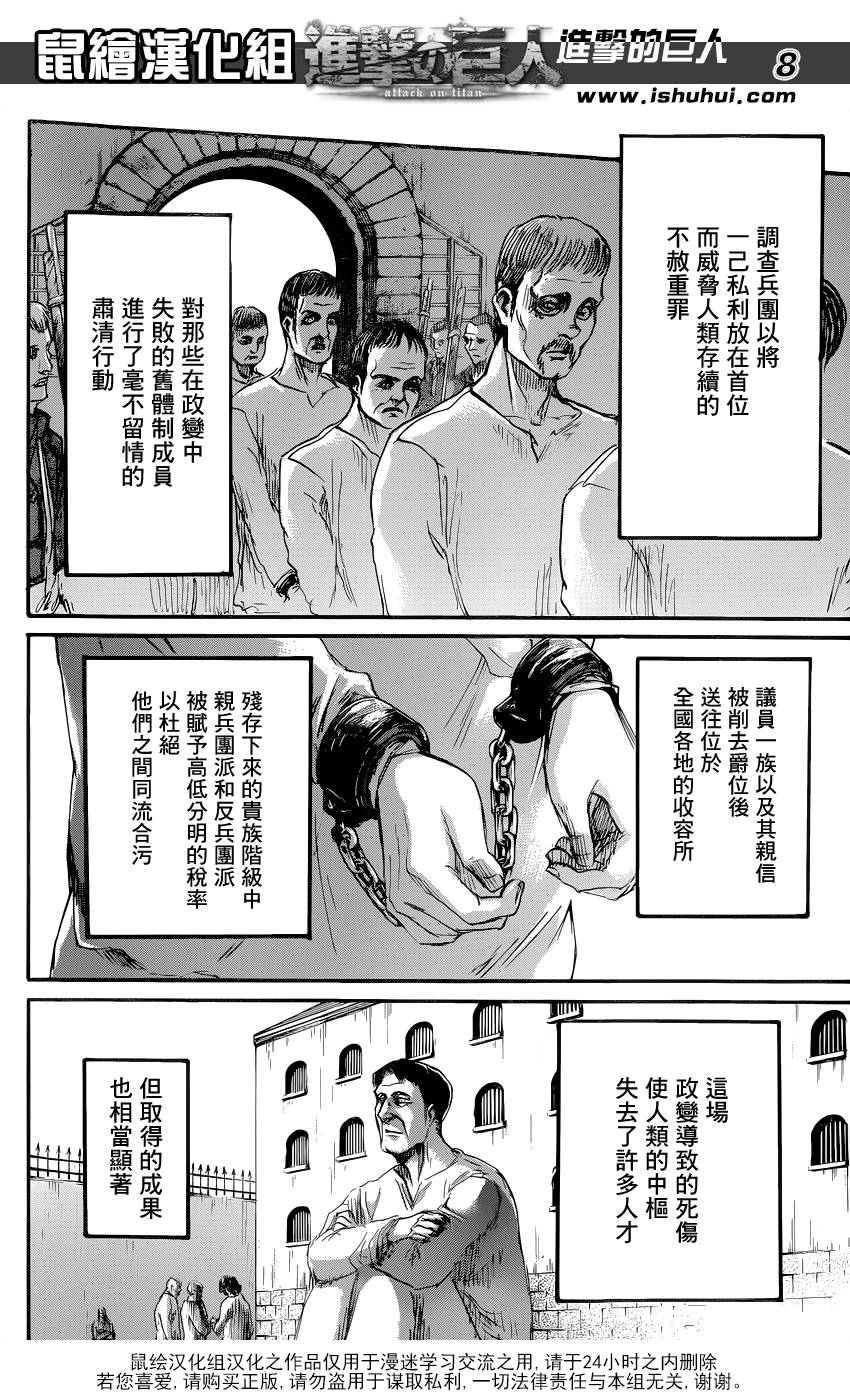 鼠繪漢化組
進撃の巨人
attack on titan
進擊的巨人
8
www.ishuhui.com
調查兵團以將
一己私利放在首位
而威脅人類存續的
不赦重罪
對那些在政變中
失敗的舊體制成員
進行了毫不留情的
肅清行動
議員一族以及其親信
被削去爵位後
送往位於
全國各地的收容所
殘存下來的貴族階級中
親兵團派和反兵團派
被賦予高低分明的稅率
以杜絕
他們之間同流合污
這場
政變導致的死傷
使人類的中樞
失去了許多人才
但取得的成果
也相當顯著
鼠绘汉化组汉化之作品仅用于漫迷学习交流之用, 请于24小时之内删除
若您喜爱, 请购买正版, 请勿用于谋取私利, 一切法律责任与本组无关, 谢谢。